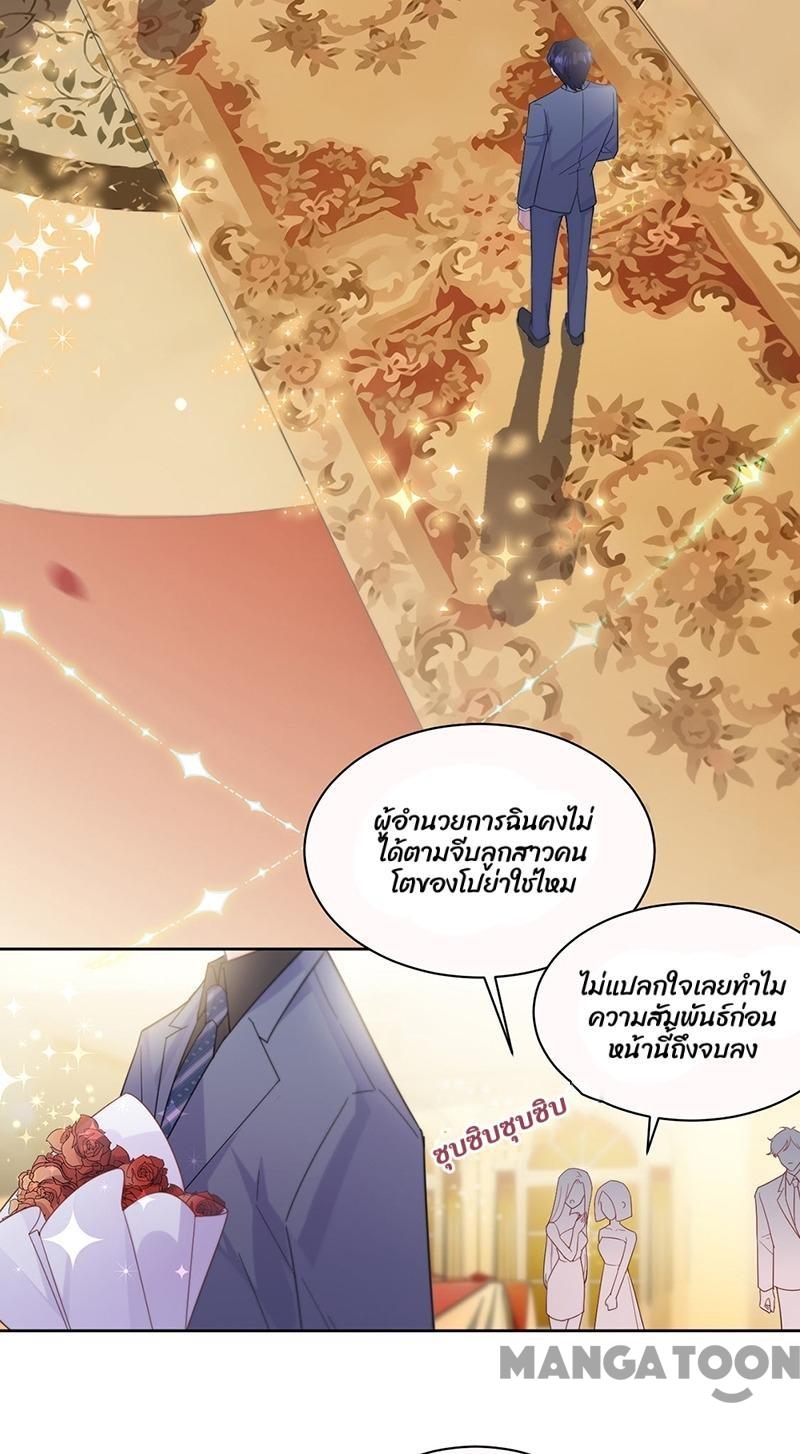 ผู้อำนวยการฉินคงไม่
ได้ตามจีบลูกสาวคน
โตของโปย่าใช่ไหม
ไม่แปลกใจเลยทำไม
ความสัมพันธ์ก่อน
หน้านี้ถึงจบลง
ซุบซิบซุบซิบ
MANGATOON